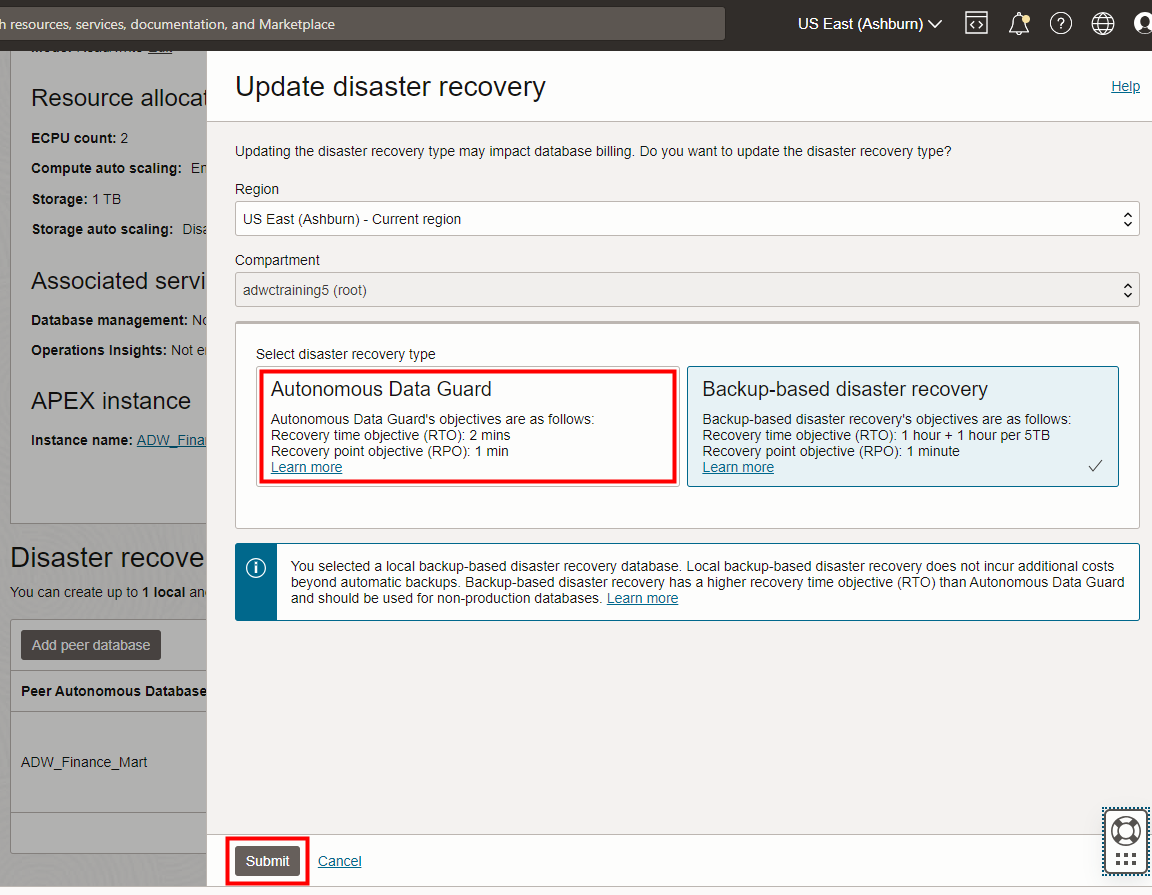 h resources, services, documentation, and Marketplace
US East (Ashburn)
Update disaster recovery
Help
Resource allocat
ECPU count: 2
Compute auto scaling: En
Storage: 1 TB
Storage auto scaling: Disa
Associated servi
Database management: No
Operations Insights: Not e
APEX instance
Instance name: ADW_Fina
Disaster recove
You can create up to 1 local an
Add peer database
Peer Autonomous Database
ADW_Finance_Mart
Updating the disaster recovery type may impact database billing. Do you want to update the disaster recovery type?
Region
US East (Ashburn) - Current region
Compartment
adwctraining5 (root)
Select disaster recovery type
Autonomous Data Guard
Autonomous Data Guard's objectives are as follows:
Recovery time objective (RTO): 2 mins
Recovery point objective (RPO): 1 min
Learn more
Backup-based disaster recovery
Backup-based disaster recovery's objectives are as follows:
Recovery time objective (RTO): 1 hour + 1 hour per 5TB
Recovery point objective (RPO): 1 minute
Learn more
You selected a local backup-based disaster recovery database. Local backup-based disaster recovery does not incur additional costs
beyond automatic backups. Backup-based disaster recovery has a higher recovery time objective (RTO) than Autonomous Data Guard
and should be used for non-production databases. Learn more
Submit
Cancel